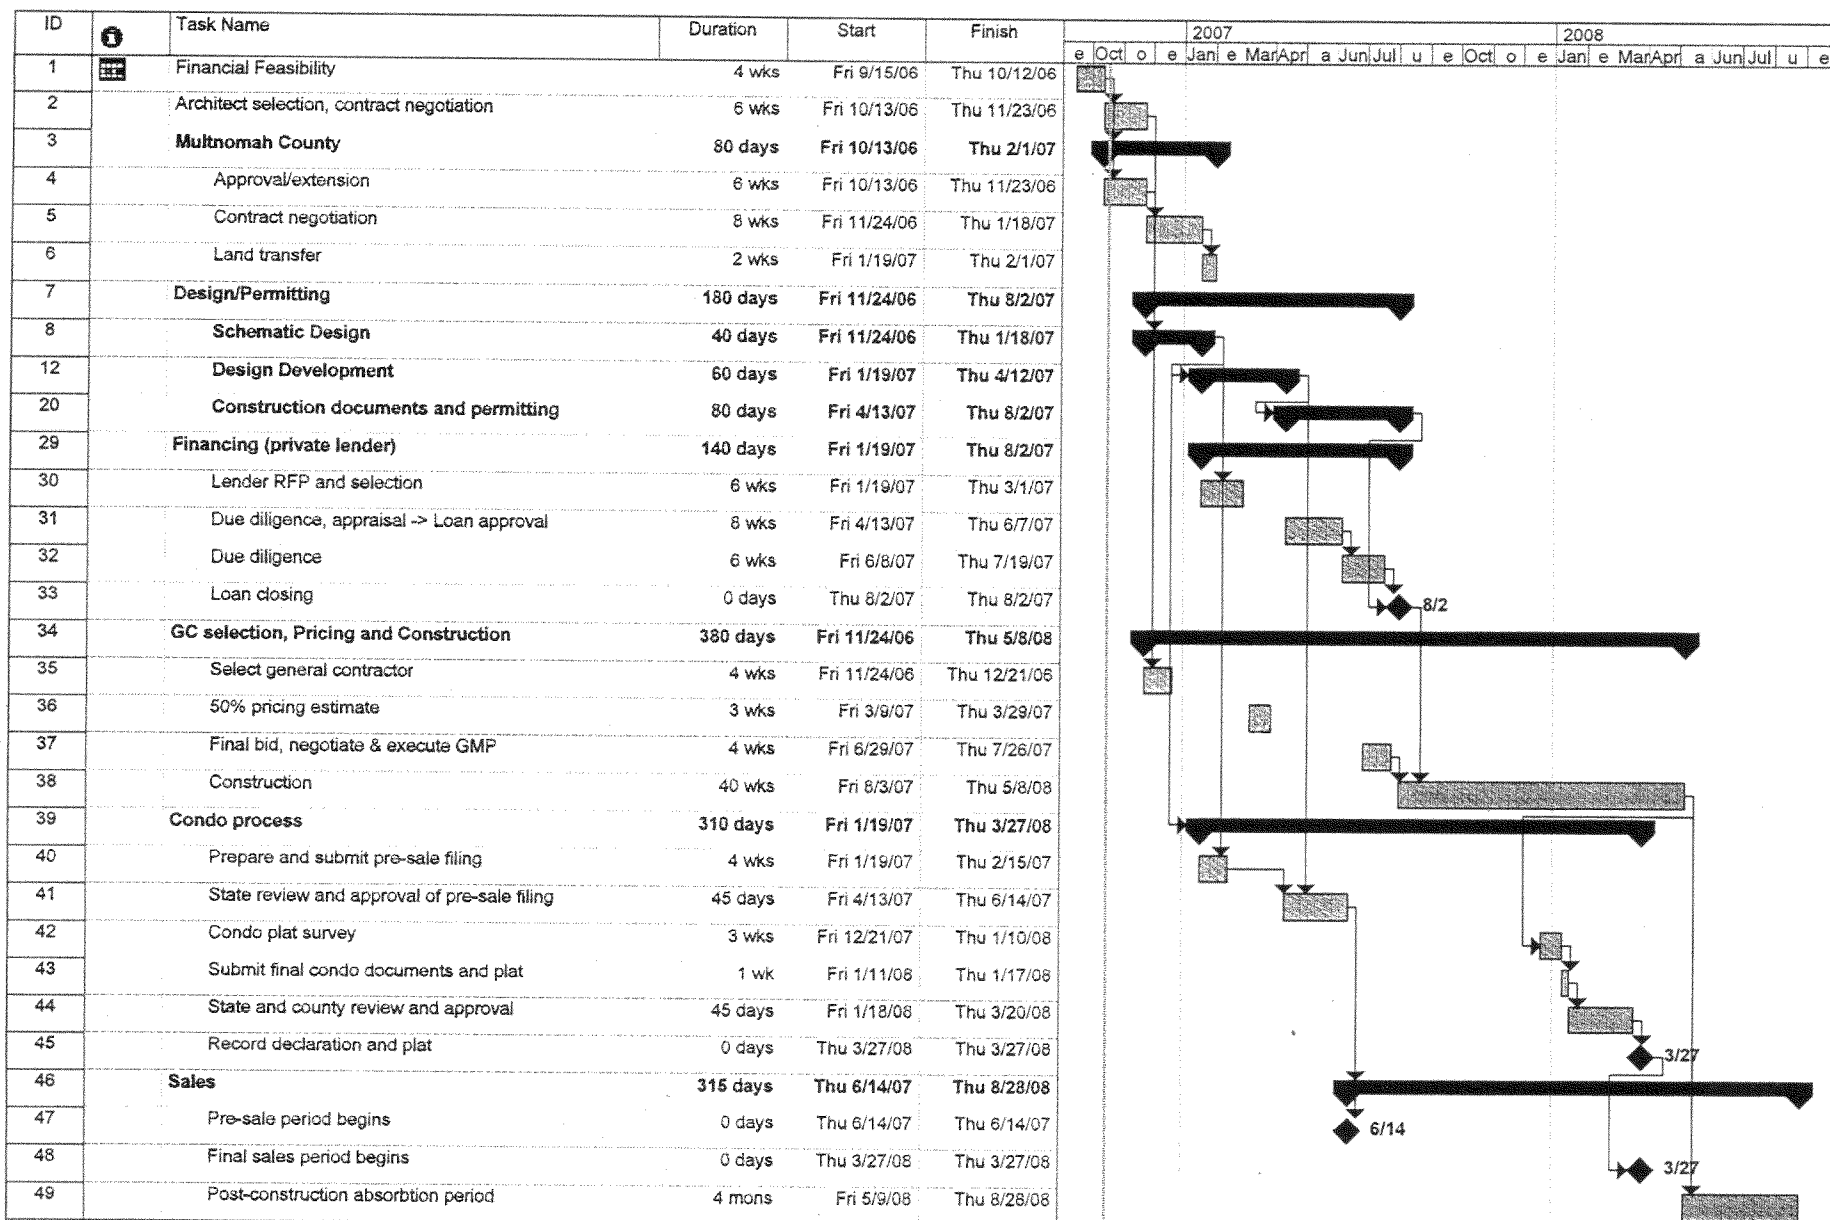 ID Task Name Duration Start Finish 2007 2008
e Oct o e Jan e Mar Apr a Jun Jul u e Oct o e Jan e Mar Apr a Jun Jul u e
1 Financial Feasibility 4 wks Fri 9/15/06 Thu 10/12/06
2 Architect selection, contract negotiation 6 wks Fri 10/13/06 Thu 11/23/06
3 Multnomah County 80 days Fri 10/13/06 Thu 2/1/07
4 Approval/extension 6 wks Fri 10/13/06 Thu 11/23/06
5 Contract negotiation 8 wks Fri 11/24/06 Thu 1/18/07
6 Land transfer 2 wks Fri 1/19/07 Thu 2/1/07
7 Design/Permitting 180 days Fri 11/24/06 Thu 8/2/07
8 Schematic Design 40 days Fri 11/24/06 Thu 1/18/07
12 Design Development 60 days Fri 1/19/07 Thu 4/12/07
20 Construction documents and permitting 80 days Fri 4/13/07 Thu 8/2/07
29 Financing (private lender) 140 days Fri 1/19/07 Thu 8/2/07
30 Lender RFP and selection 6 wks Fri 1/19/07 Thu 3/1/07
31 Due diligence, appraisal -> Loan approval 8 wks Fri 4/13/07 Thu 6/7/07
32 Due diligence 6 wks Fri 6/8/07 Thu 7/19/07
33 Loan closing 0 days Thu 8/2/07 Thu 8/2/07 8/2
34 GC selection, Pricing and Construction 380 days Fri 11/24/06 Thu 5/8/08
35 Select general contractor 4 wks Fri 11/24/06 Thu 12/21/06
36 50% pricing estimate 3 wks Fri 3/9/07 Thu 3/29/07
37 Final bid, negotiate & execute GMP 4 wks Fri 6/29/07 Thu 7/26/07
38 Construction 40 wks Fri 8/3/07 Thu 5/8/08
39 Condo process 310 days Fri 1/19/07 Thu 3/27/08
40 Prepare and submit pre-sale filing 4 wks Fri 1/19/07 Thu 2/15/07
41 State review and approval of pre-sale filing 45 days Fri 4/13/07 Thu 6/14/07
42 Condo plat survey 3 wks Fri 12/21/07 Thu 1/10/08
43 Submit final condo documents and plat 1 wk Fri 1/11/08 Thu 1/17/08
44 State and county review and approval 45 days Fri 1/18/08 Thu 3/20/08
45 Record declaration and plat 0 days Thu 3/27/08 Thu 3/27/08 3/27
46 Sales 315 days Thu 6/14/07 Thu 8/28/08
47 Pre-sale period begins 0 days Thu 6/14/07 Thu 6/14/07 6/14
48 Final sales period begins 0 days Thu 3/27/08 Thu 3/27/08 3/27
49 Post-construction absorbtion period 4 mons Fri 5/9/08 Thu 8/28/08